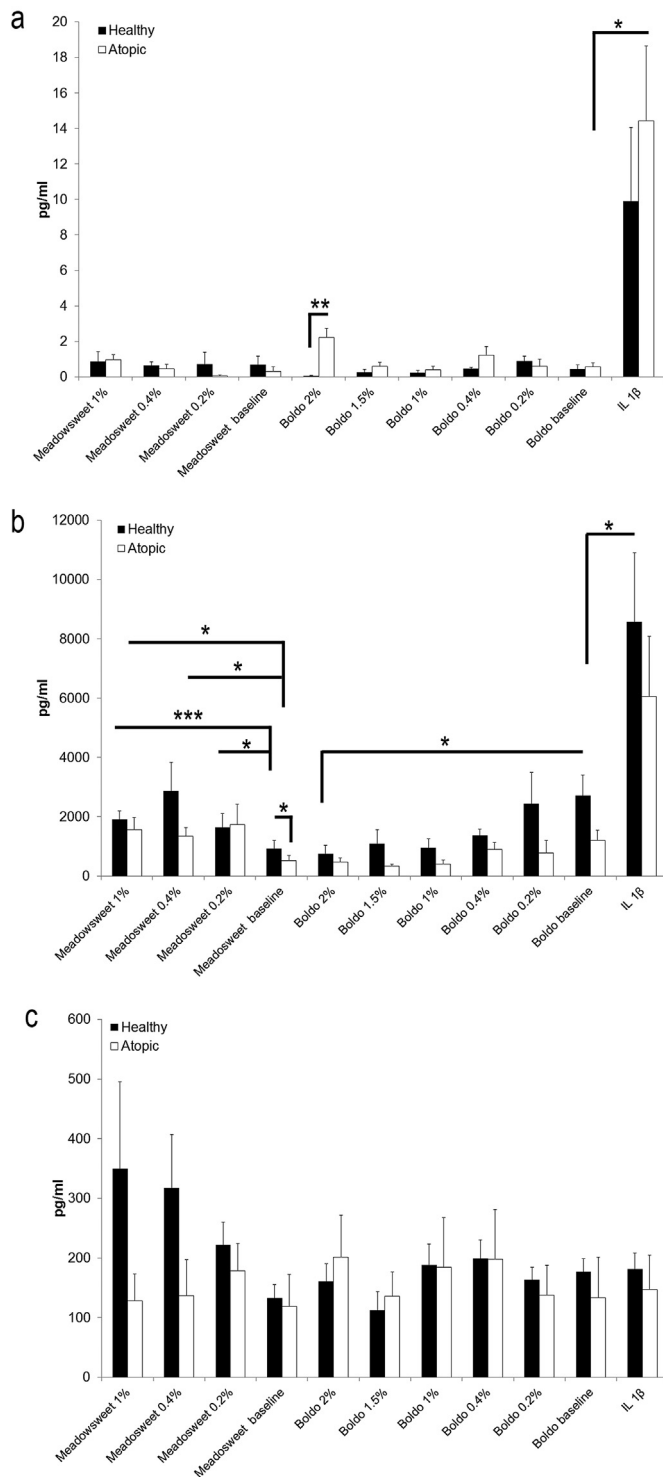 a
20
18
16
14
12
10
8
6
4
2
0
pg/ml
Healthy
Atopic
*
**
Meadowsweet 1%
Meadosweet 0.4%
Meadosweet 0.2%
Meadosweet baseline
Boldo 2%
Boldo 1.5%
Boldo 1%
Boldo 0.4%
Boldo 0.2%
Boldo baseline
IL 1β
b
12000
10000
8000
6000
4000
2000
0
pg/ml
Healthy
Atopic
*
*
*
***
*
*
*
Meadowsweet 1%
Meadosweet 0.4%
Meadosweet 0.2%
Meadosweet baseline
Boldo 2%
Boldo 1.5%
Boldo 1%
Boldo 0.4%
Boldo 0.2%
Boldo baseline
IL 1β
c
600
500
400
300
200
100
0
pg/ml
Healthy
Atopic
Meadowsweet 1%
Meadosweet 0.4%
Meadosweet 0.2%
Meadosweet baseline
Boldo 2%
Boldo 1.5%
Boldo 1%
Boldo 0.4%
Boldo 0.2%
Boldo baseline
IL 1β